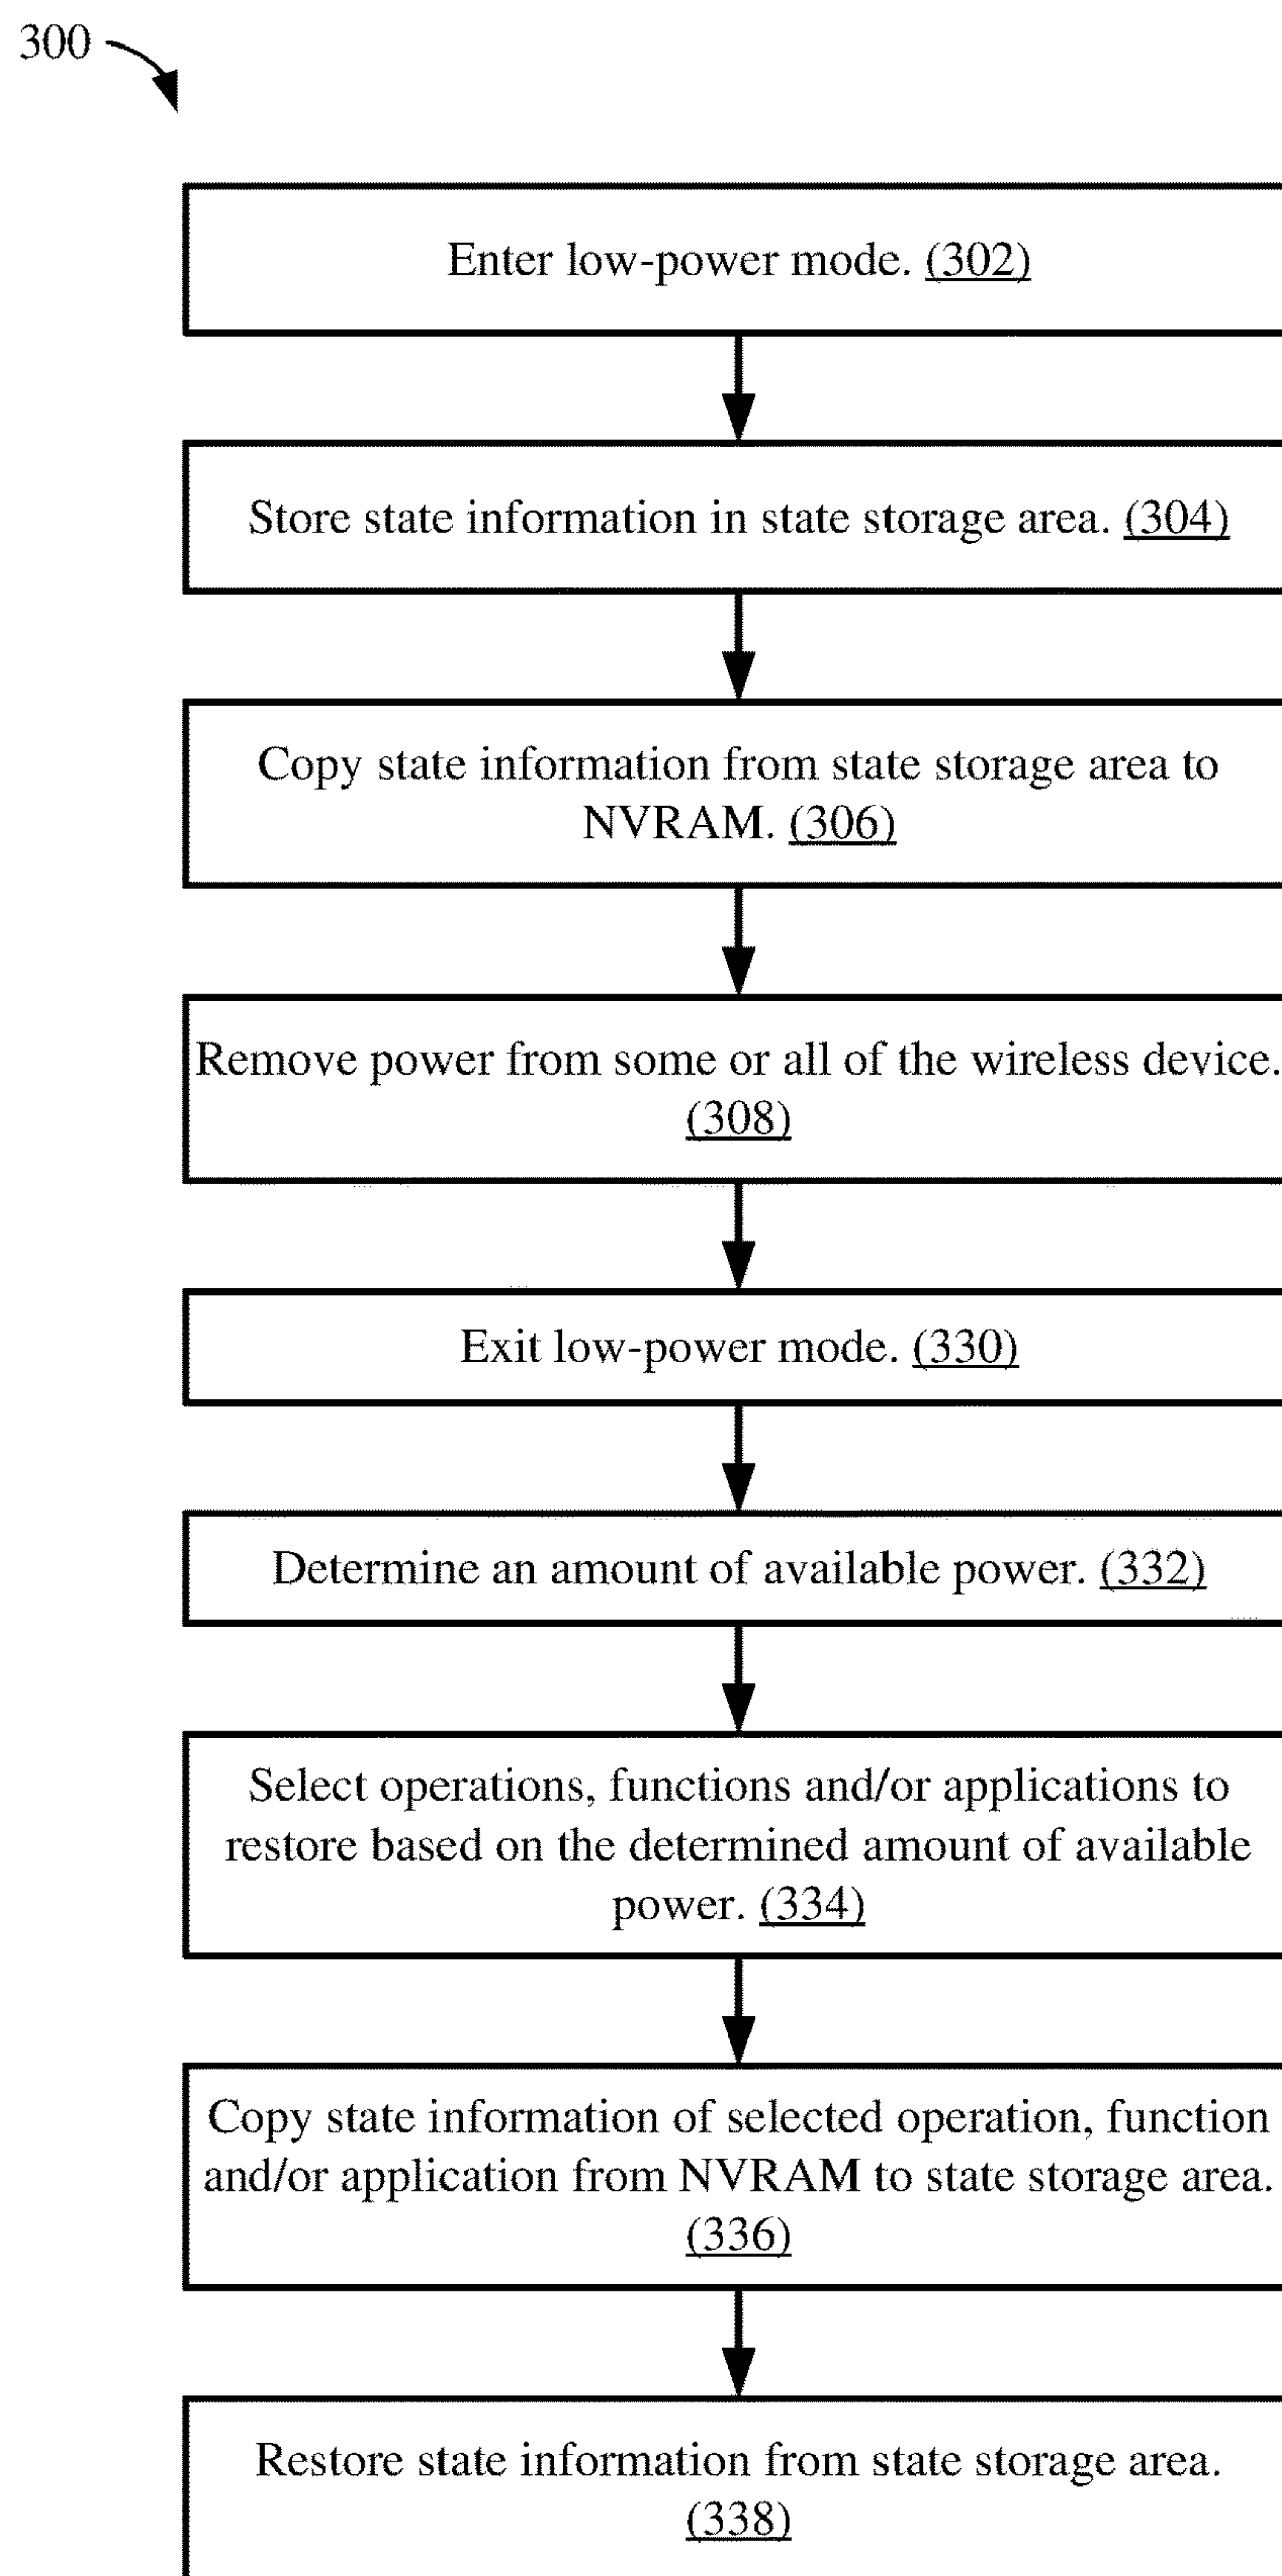 300
Enter low-power mode. (302)
Store state information in state storage area. (304)
Copy state information from state storage area to
NVRAM. (306)
Remove power from some or all of the wireless device.
(308)
Exit low-power mode. (330)
Determine an amount of available power. (332)
Select operations, functions and/or applications to
restore based on the determined amount of available
power. (334)
Copy state information of selected operation, function
and/or application from NVRAM to state storage area.
(336)
Restore state information from state storage area.
(338)